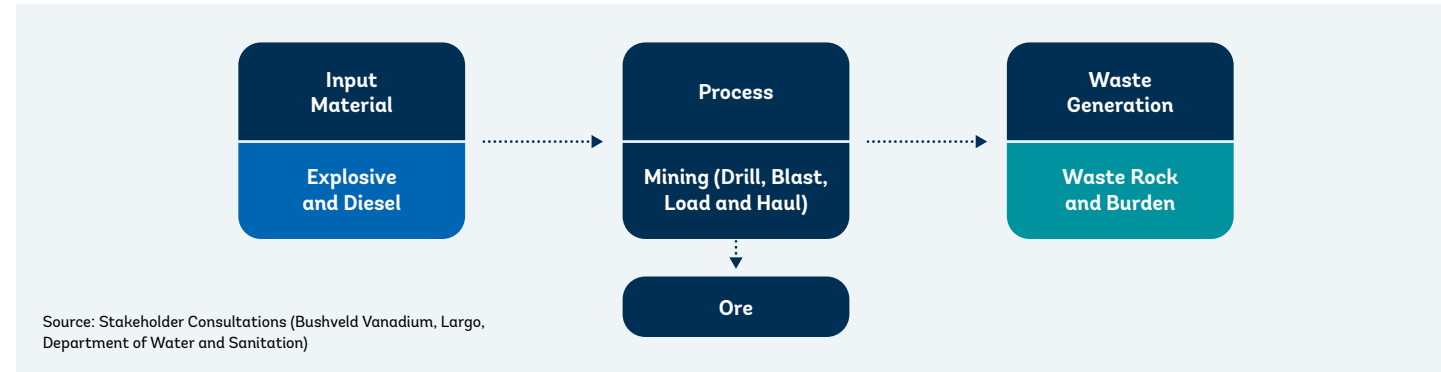 Input
Material
Explosive
and Diesel
Process
Mining (Drill, Blast,
Load and Haul)
Ore
Waste
Generation
Waste Rock
and Burden
Source: Stakeholder Consultations (Bushveld Vanadium, Largo,
Department of Water and Sanitation)